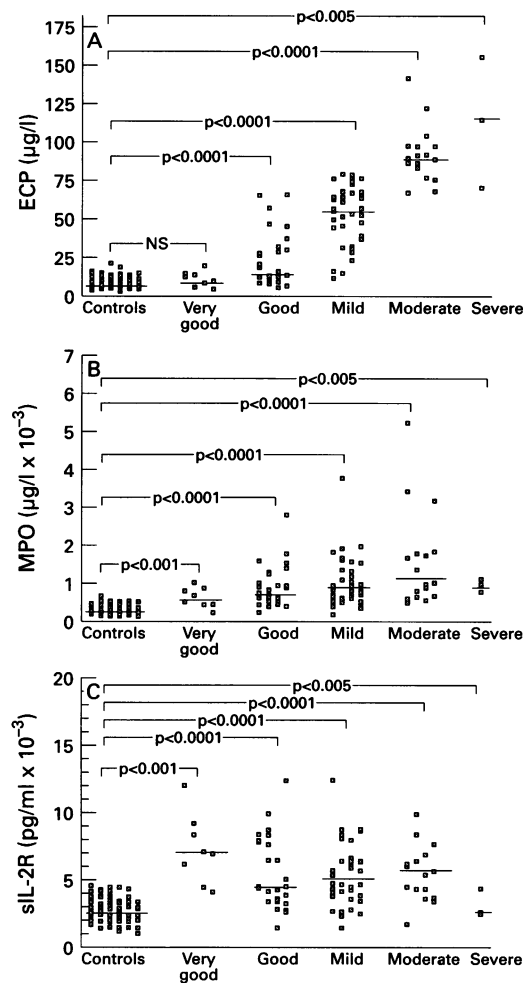 A
p<0.005
p<0.0001
p<0.0001
p<0.0001
NS
ECP (µg/l)
175
150
125
100
75
50
25
0
Controls
Very good
Good
Mild
Moderate
Severe
B
p<0.005
p<0.0001
p<0.0001
p<0.0001
p<0.001
MPO (µg/l x 10⁻³)
7
6
5
4
3
2
1
0
Controls
Very good
Good
Mild
Moderate
Severe
C
p<0.005
p<0.0001
p<0.0001
p<0.0001
p<0.001
sIL-2R (pg/ml x 10⁻³)
20
15
10
5
0
Controls
Very good
Good
Mild
Moderate
Severe